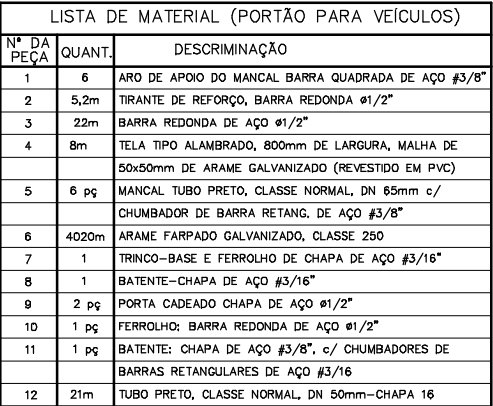 LISTA DE MATERIAL (PORTÃO PARA VEÍCULOS)
Nº DA PEÇA QUANT. DESCRIMINAÇÃO
1 6 ARO DE APOIO DO MANCAL BARRA QUADRADA DE AÇO #3/8"
2 5,2m TIRANTE DE REFORÇO, BARRA REDONDA ø1/2"
3 22m BARRA REDONDA DE AÇO ø1/2"
4 8m TELA TIPO ALAMBRADO, 800mm DE LARGURA, MALHA DE
50x50mm DE ARAME GALVANIZADO (REVESTIDO EM PVC)
5 6 pç MANCAL TUBO PRETO, CLASSE NORMAL, DN 65mm c/
CHUMBADOR DE BARRA RETANG. DE AÇO #3/8"
6 4020m ARAME FARPADO GALVANIZADO, CLASSE 250
7 1 TRINCO-BASE E FERROLHO DE CHAPA DE AÇO #3/16"
8 1 BATENTE-CHAPA DE AÇO #3/16"
9 2 pç PORTA CADEADO CHAPA DE AÇO ø1/2"
10 1 pç FERROLHO: BARRA REDONDA DE AÇO ø1/2"
11 1 pç BATENTE: CHAPA DE AÇO #3/8", c/ CHUMBADORES DE
BARRAS RETANGULARES DE AÇO #3/16
12 21m TUBO PRETO, CLASSE NORMAL, DN 50mm-CHAPA 16